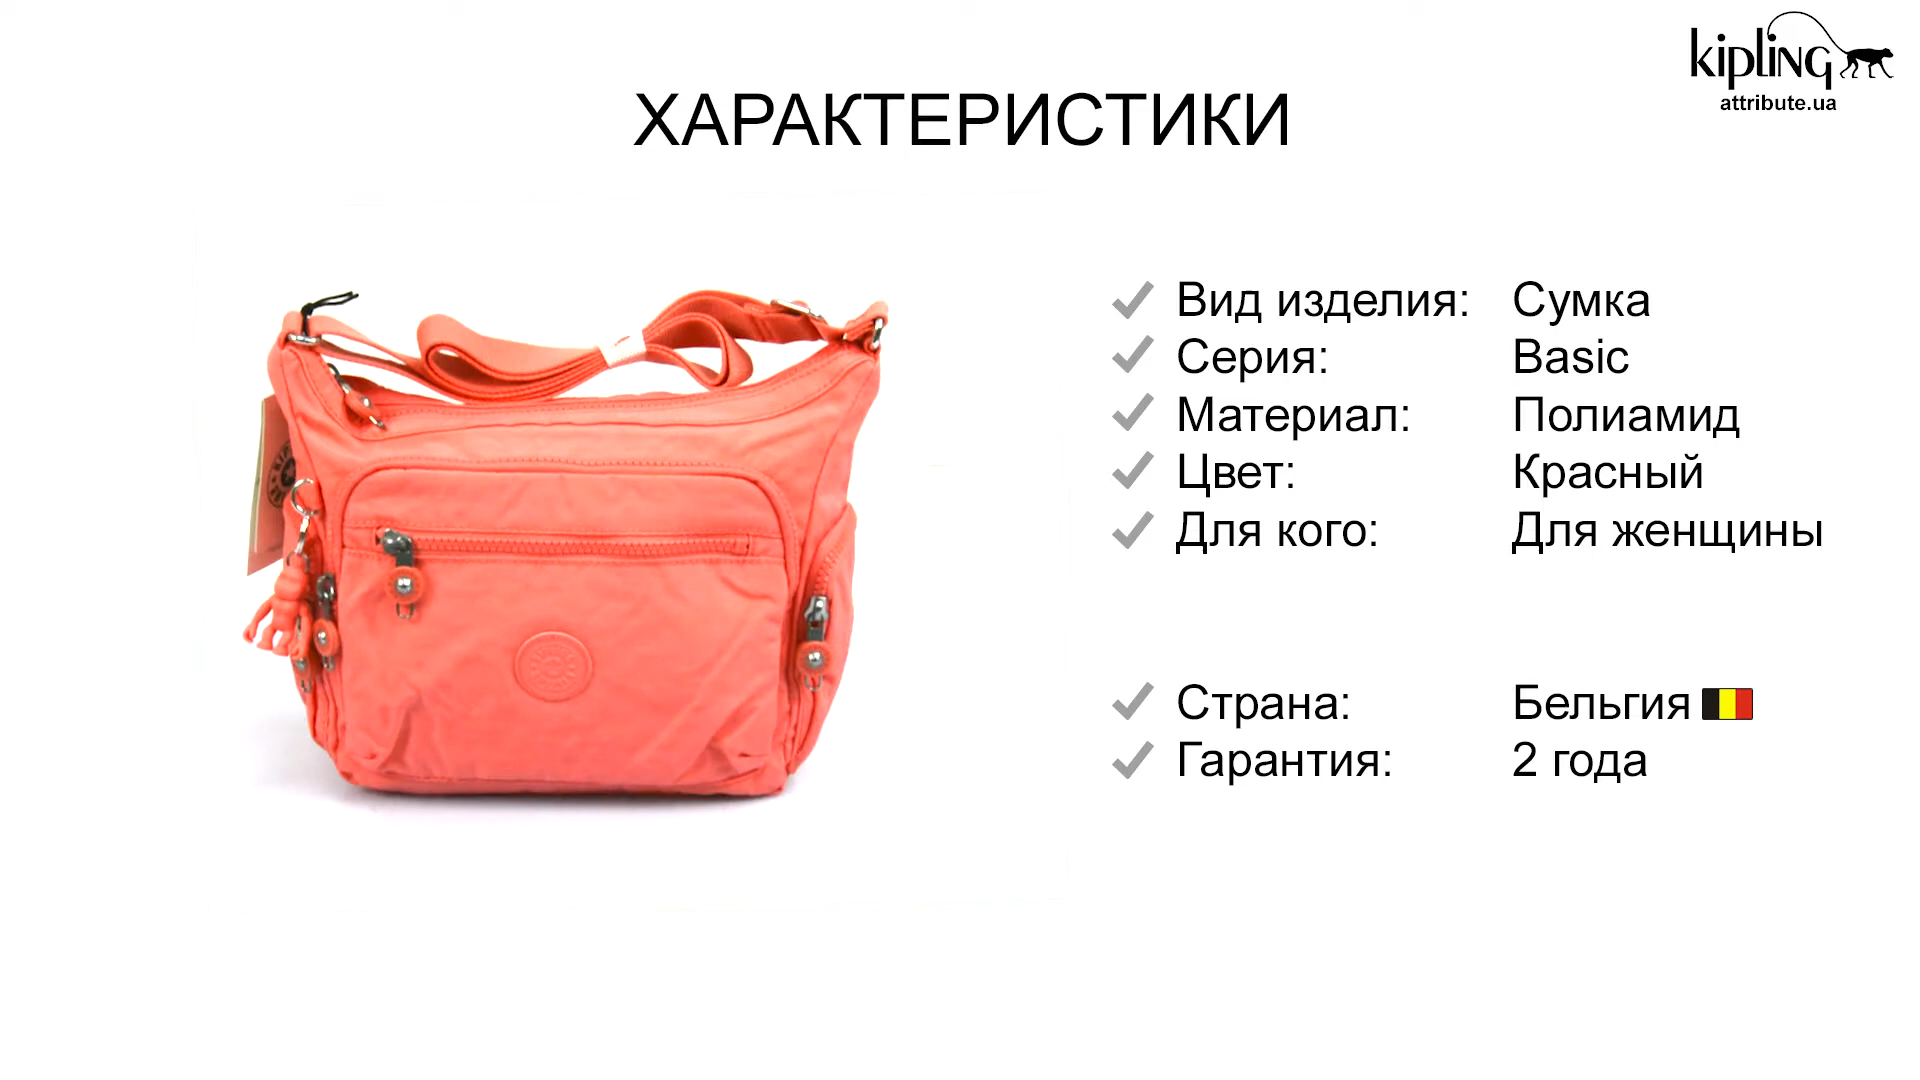 kipling
attribute.ua
ХАРАКТЕРИСТИКИ
Вид изделия: Сумка
Серия: Basic
Материал: Полиамид
Цвет: Красный
Для кого: Для женщины
Страна: Бельгия
Гарантия: 2 года